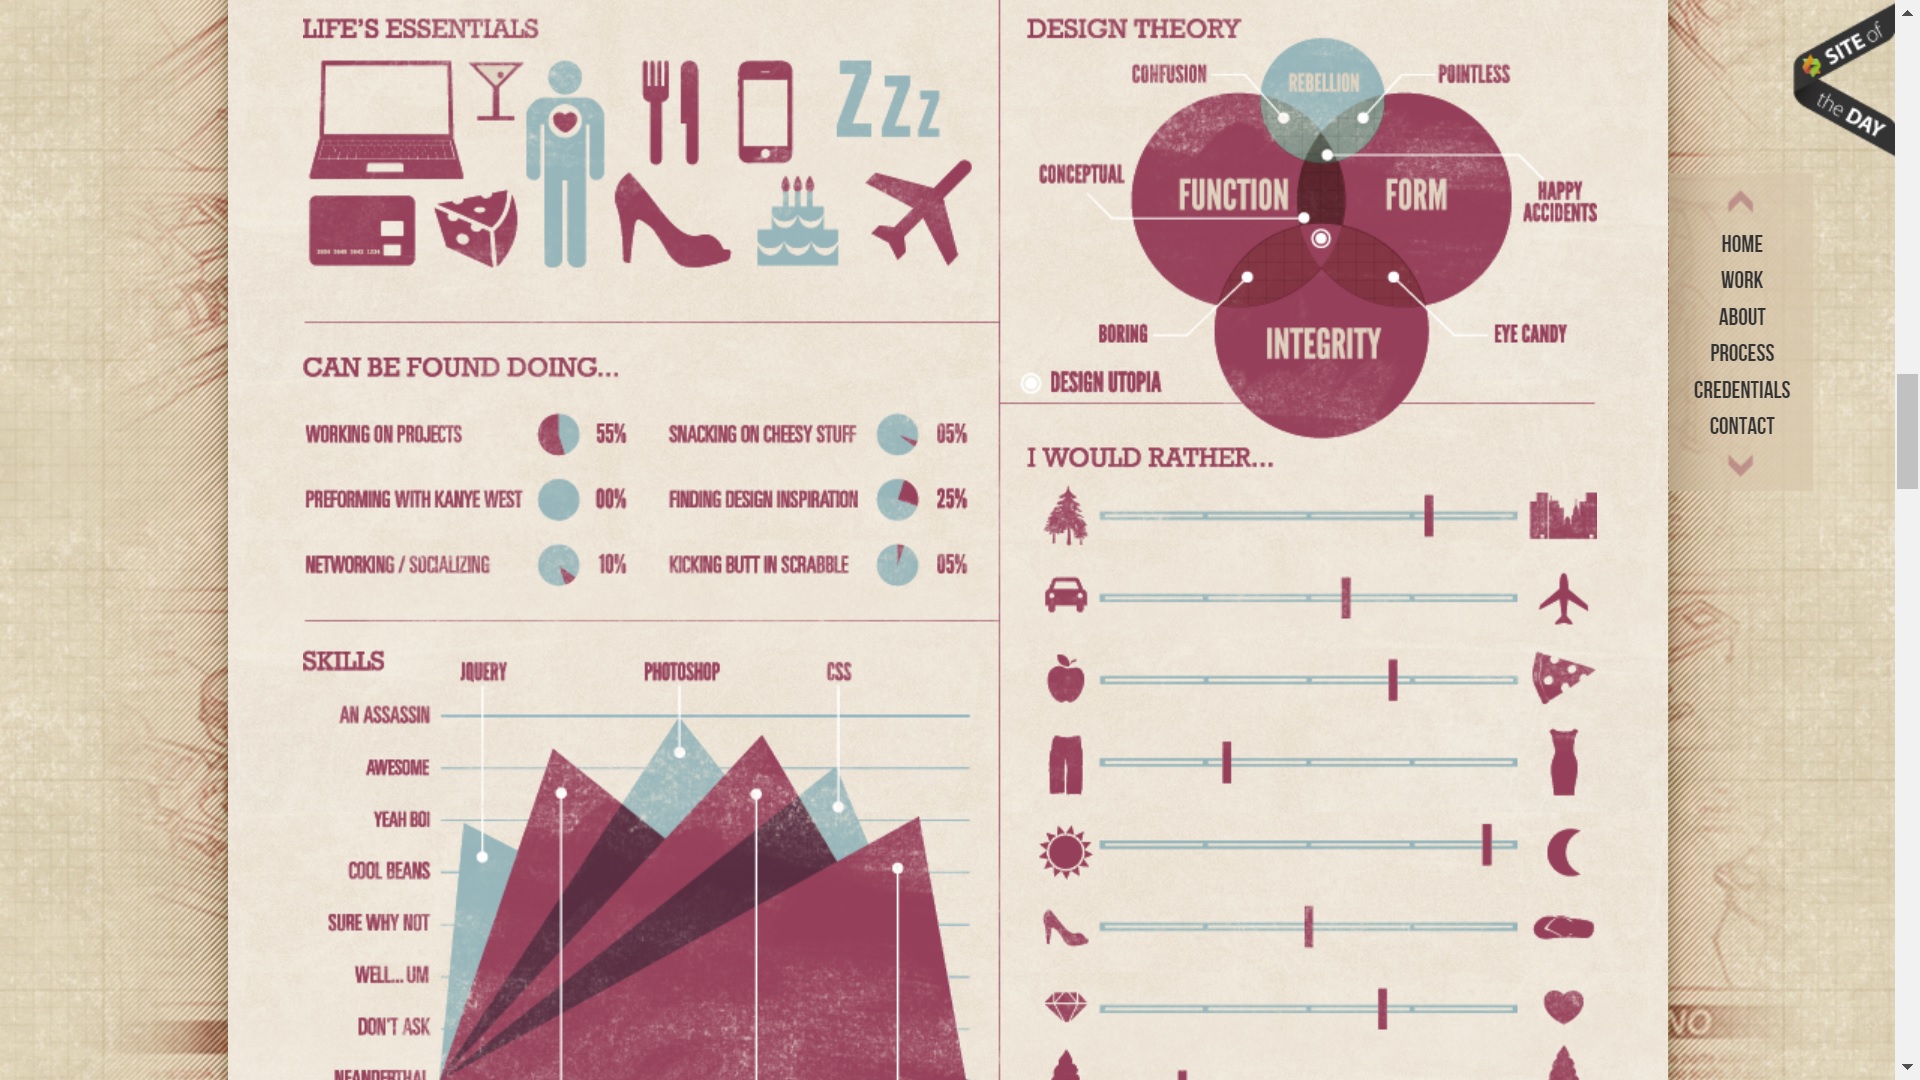 LIFE'S ESSENTIALS
ZZZ
CAN BE FOUND DOING...
WORKING ON PROJECTS 55%
SNACKING ON CHEESY STUFF 05%
PREFORMING WITH KANYE WEST 00%
FINDING DESIGN INSPIRATION 25%
NETWORKING / SOCIALIZING 10%
KICKING BUTT IN SCRABBLE 05%
SKILLS
JQUERY
PHOTOSHOP
CSS
AN ASSASSIN
AWESOME
YEAH BOI
COOL BEANS
SURE WHY NOT
WELL... UM
DON'T ASK
NEANDERTHAL
DESIGN THEORY
CONFUSION
REBELLION
POINTLESS
CONCEPTUAL
FUNCTION
FORM
HAPPY
ACCIDENTS
BORING
INTEGRITY
EYE CANDY
DESIGN UTOPIA
I WOULD RATHER...
SITE of
the DAY
HOME
WORK
ABOUT
PROCESS
CREDENTIALS
CONTACT